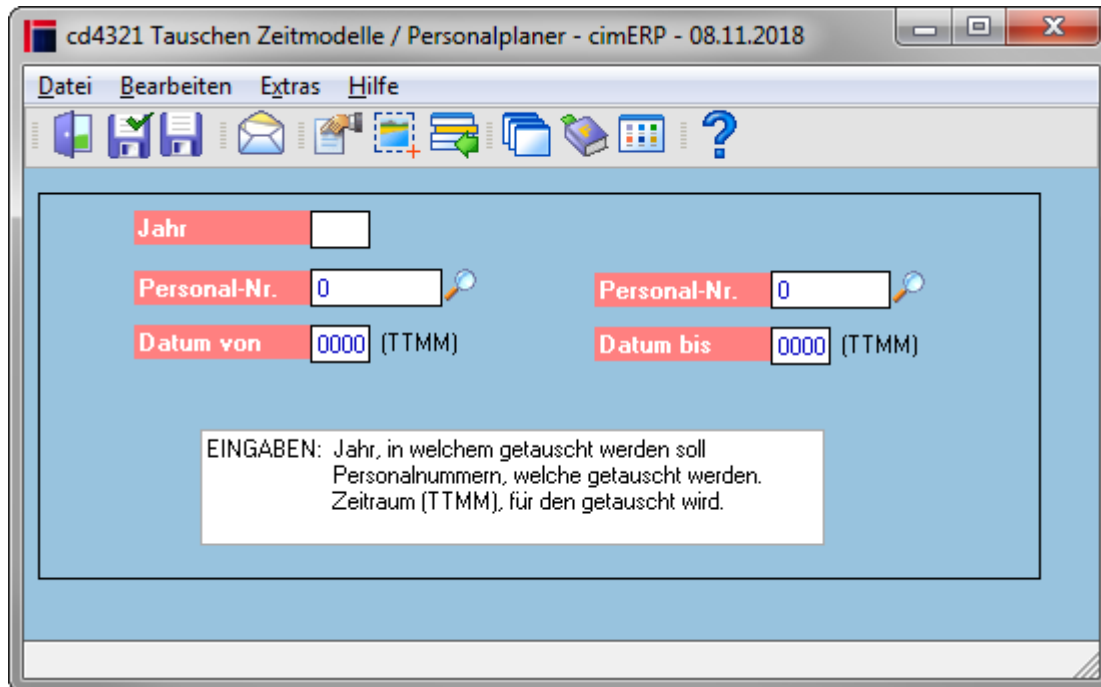 cd4321 Tauschen Zeitmodelle / Personalplaner - cimERP - 08.11.2018
Datei Bearbeiten Extras Hilfe
Jahr
Personal-Nr. 0 Personal-Nr. 0
Datum von 0000 (TTMM) Datum bis 0000 (TTMM)
EINGABEN: Jahr, in welchem getauscht werden soll
Personalnummern, welche getauscht werden.
Zeitraum (TTMM), für den getauscht wird.